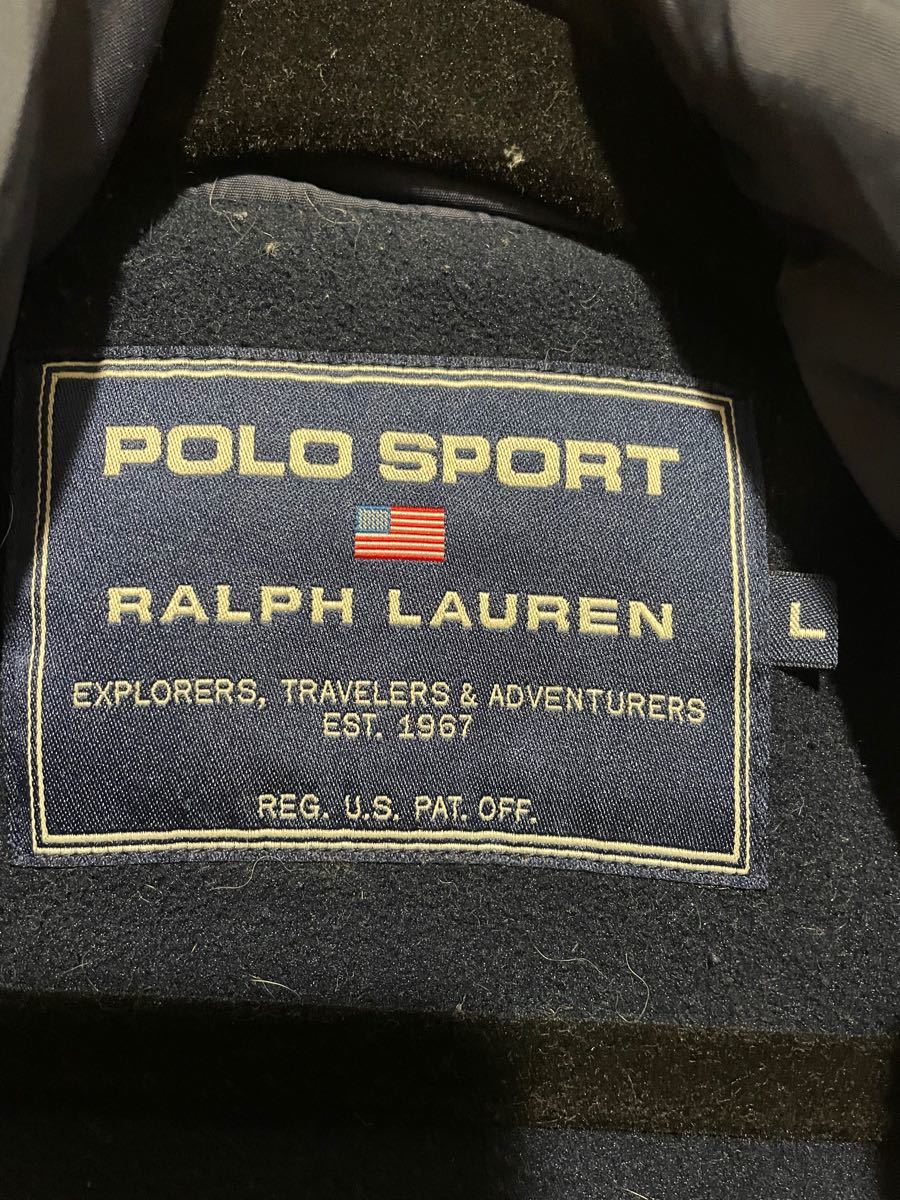 POLO SPORT
RALPH LAUREN
L
EXPLORERS, TRAVELERS & ADVENTURERS
EST. 1967
REG. U.S. PAT. OFF.